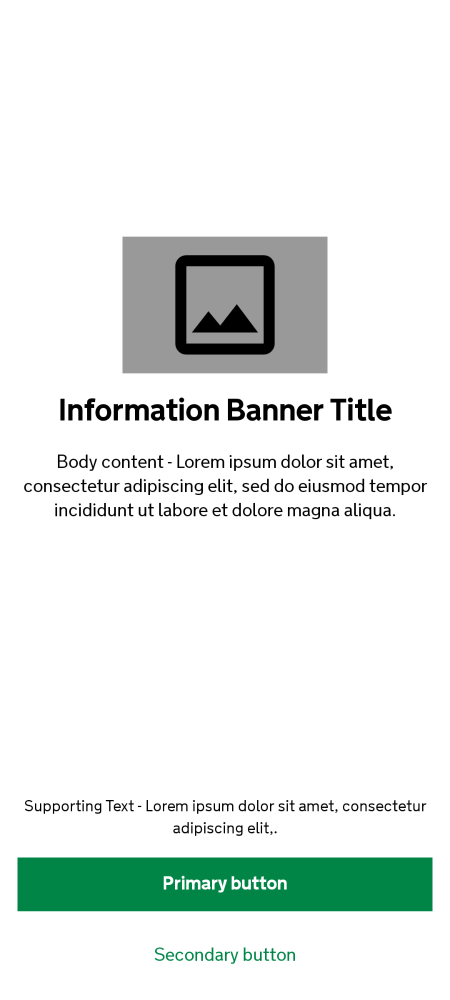 Information Banner Title
Body content - Lorem ipsum dolor sit amet,
consectetur adipiscing elit, sed do eiusmod tempor
incididunt ut labore et dolore magna aliqua.
Supporting Text - Lorem ipsum dolor sit amet, consectetur
adipiscing elit,.
Primary button
Secondary button